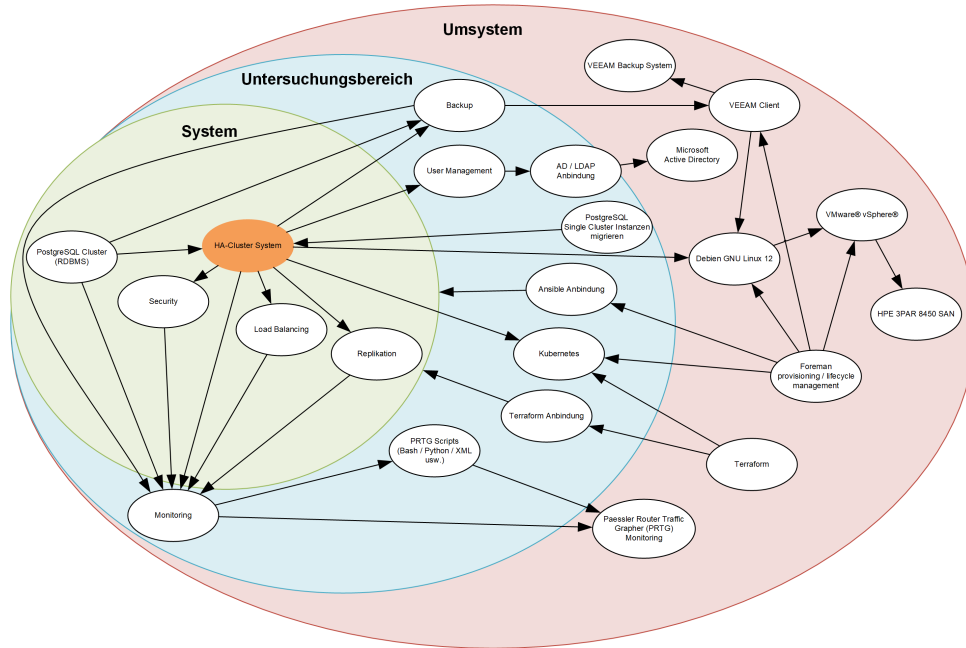 Umsystem
VEEAM Backup System
Untersuchungsbereich
Backup
VEEAM Client
System
Microsoft
Active Directory
User Management
AD / LDAP
Anbindung
PostgreSQL
Single Cluster Instanzen
migrieren
VMware® vSphere®
PostgreSQL Cluster
(RDBMS)
HA-Cluster System
Debien GNU Linux 12
Security
Ansible Anbindung
HPE 3PAR 8450 SAN
Load Balancing
Replikation
Kubernetes
Foreman
provisioning / lifecycle
management
Terraform Anbindung
PRTG Scripts
(Bash / Python / XML
usw.)
Terraform
Monitoring
Paessler Router Traffic
Grapher (PRTG)
Monitoring